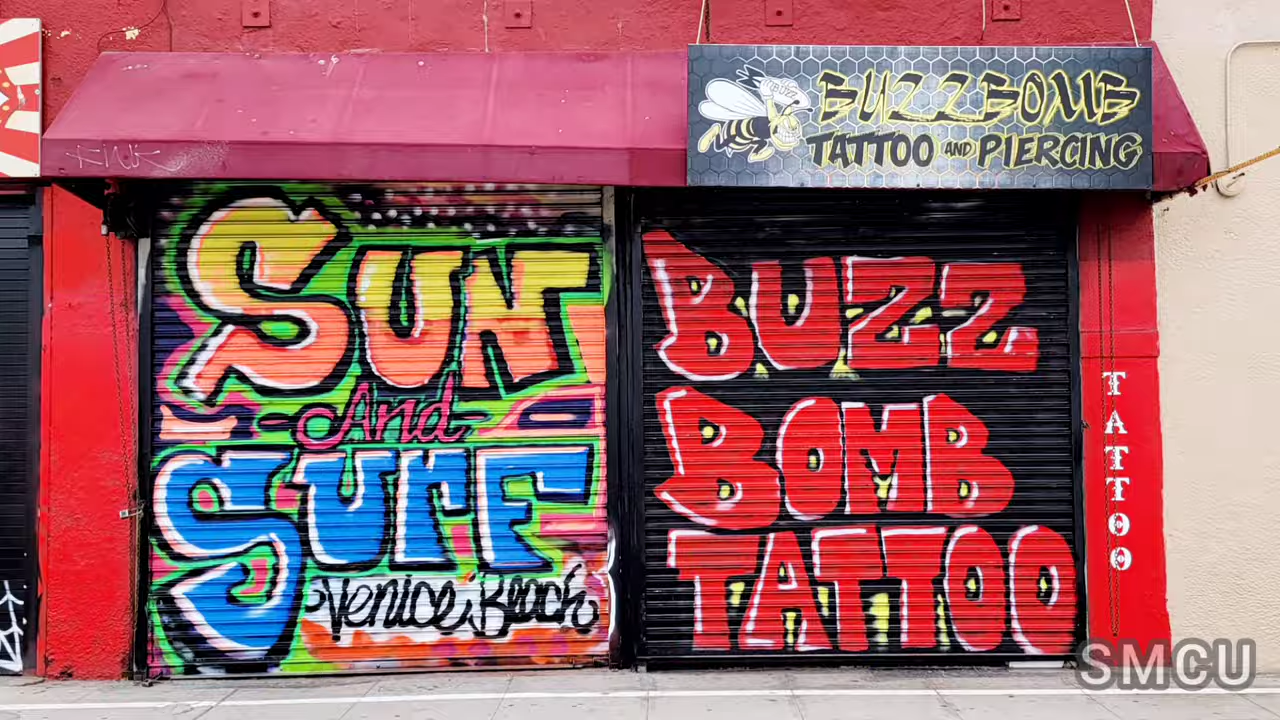 BUZZBOMB
TATTOO AND PIERCING
SUN
And
SURF
Venice Beach
BUZZ
BOMB
TATTOO
TATTOO
SMCU